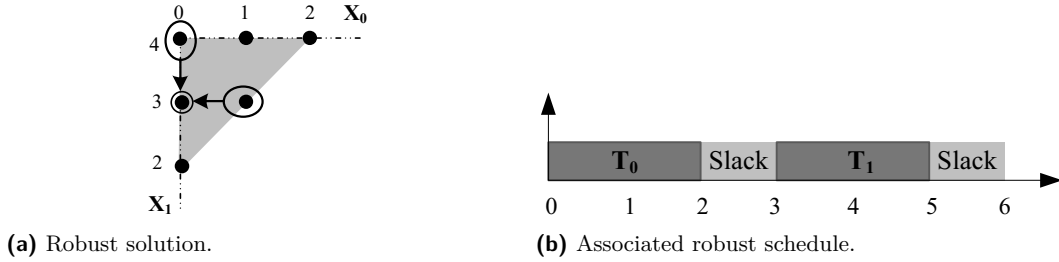 0 1 2 X₀
4
3
2
X₁
T₀ Slack T₁ Slack
0 1 2 3 4 5 6
(a) Robust solution.
(b) Associated robust schedule.